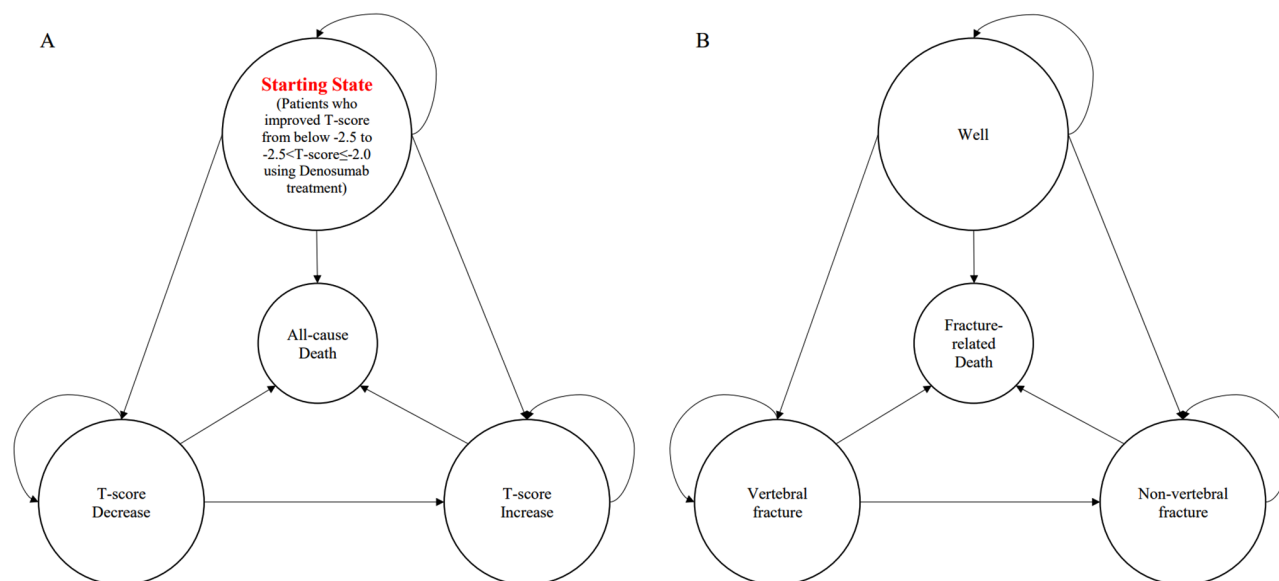 A
Starting State
(Patients who
improved T-score
from below -2.5 to
-2.5<T-score≤-2.0
using Denosumab
treatment)
All-cause
Death
T-score
Decrease
T-score
Increase
B
Well
Fracture-
related
Death
Vertebral
fracture
Non-vertebral
fracture